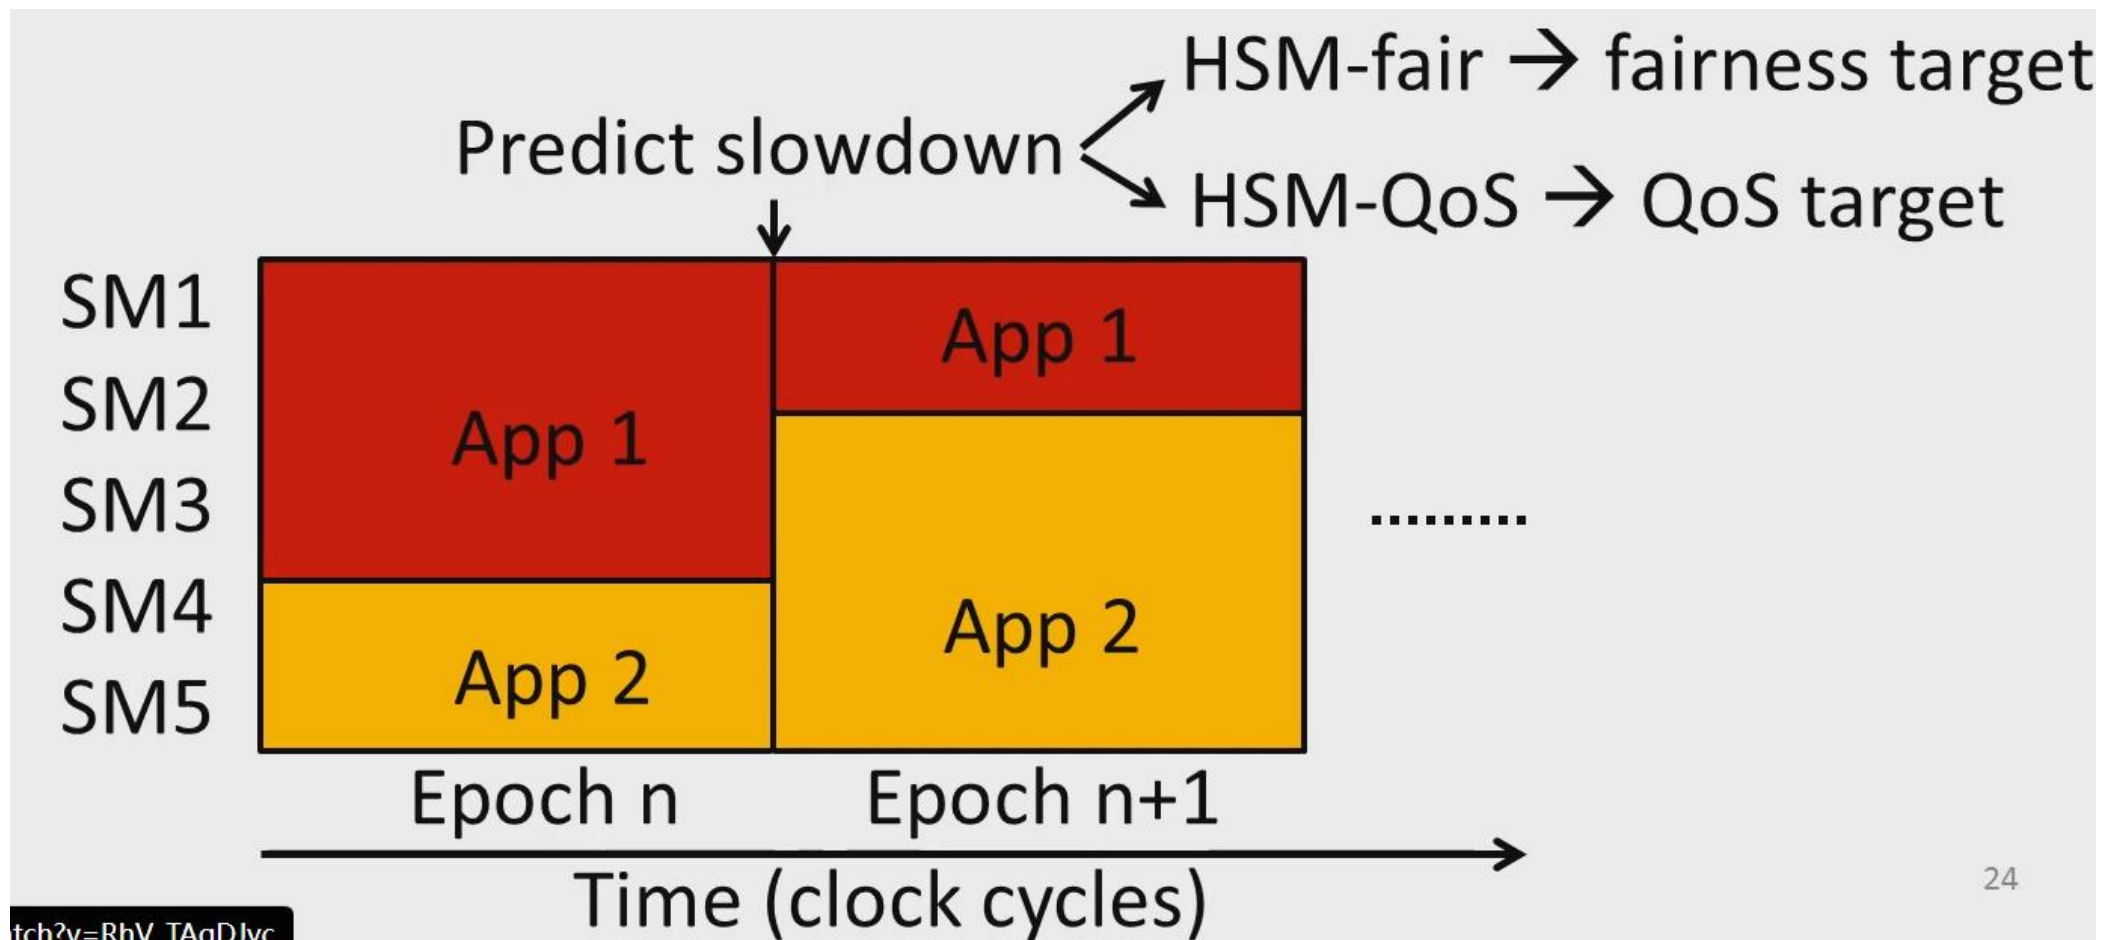 HSM-fair → fairness target
Predict slowdown
HSM-QoS → QoS target
SM1
SM2
SM3
SM4
SM5
App 1
App 1
App 2
App 2
.........
Epoch n
Epoch n+1
Time (clock cycles)
24